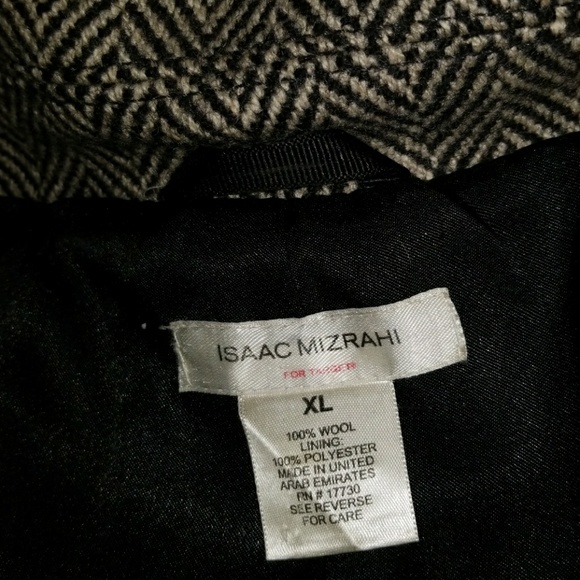 ISAAC MIZRAHI
FOR TARGET
XL
100% WOOL
LINING:
100% POLYESTER
MADE IN UNITED
ARAB EMIRATES
RN # 17730
SEE REVERSE
FOR CARE